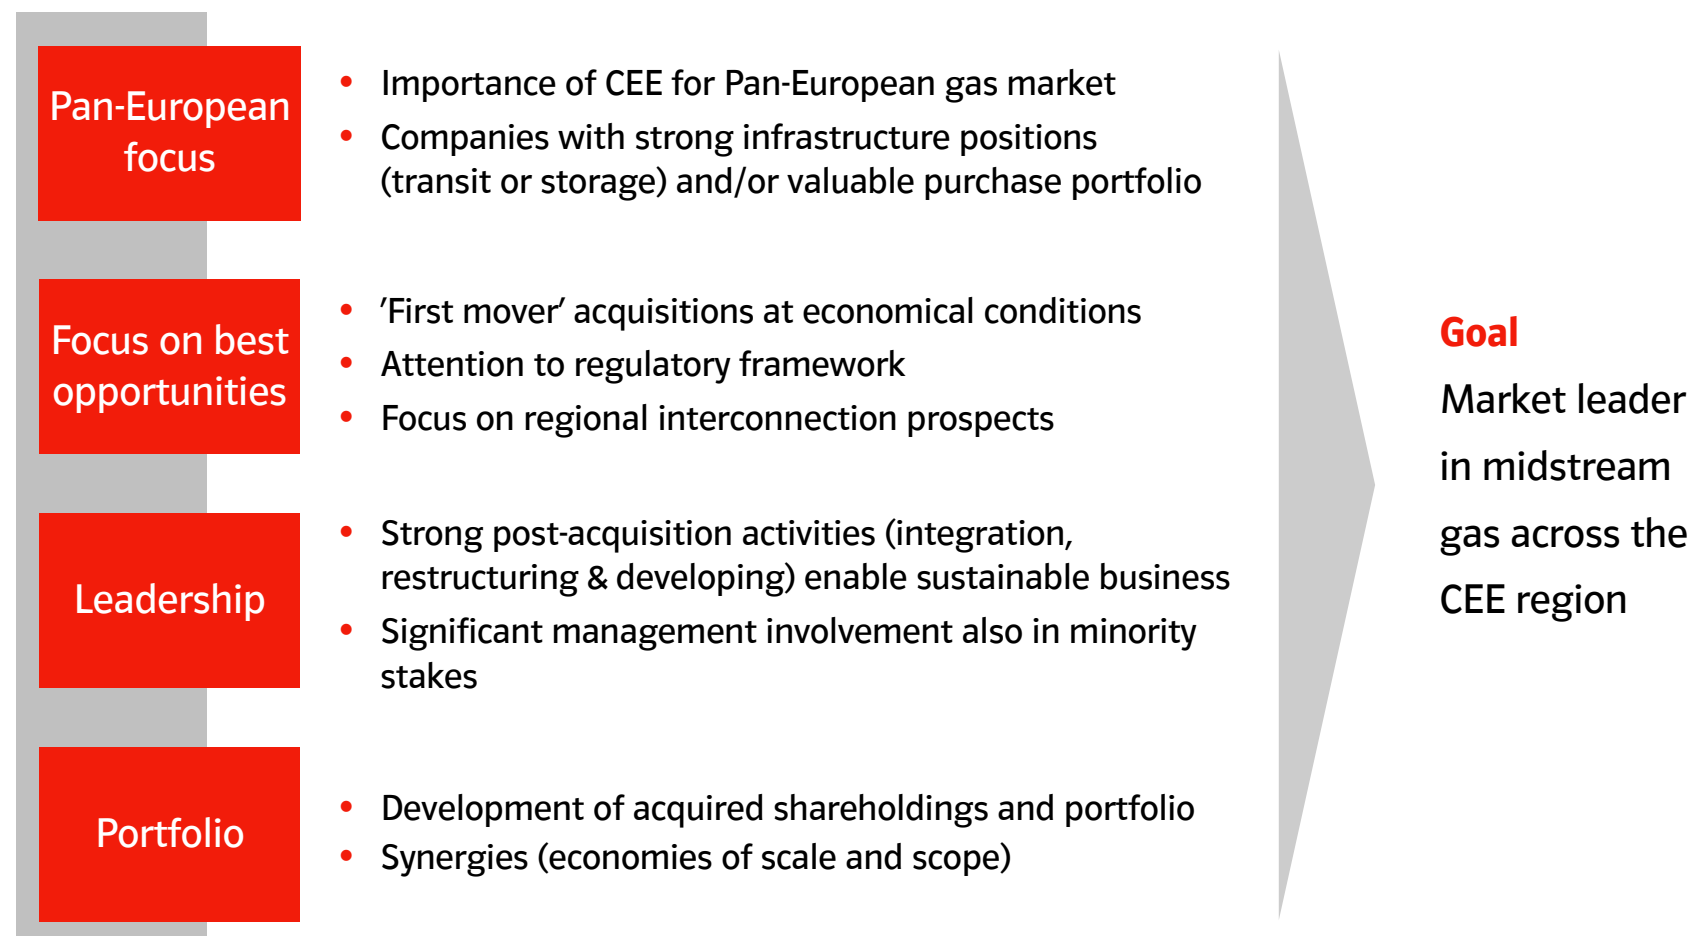 Pan-European
focus
• Importance of CEE for Pan-European gas market
• Companies with strong infrastructure positions
(transit or storage) and/or valuable purchase portfolio
Focus on best
opportunities
• ’First mover’ acquisitions at economical conditions
• Attention to regulatory framework
• Focus on regional interconnection prospects
Leadership
• Strong post-acquisition activities (integration,
restructuring & developing) enable sustainable business
• Significant management involvement also in minority
stakes
Portfolio
• Development of acquired shareholdings and portfolio
• Synergies (economies of scale and scope)
Goal
Market leader
in midstream
gas across the
CEE region